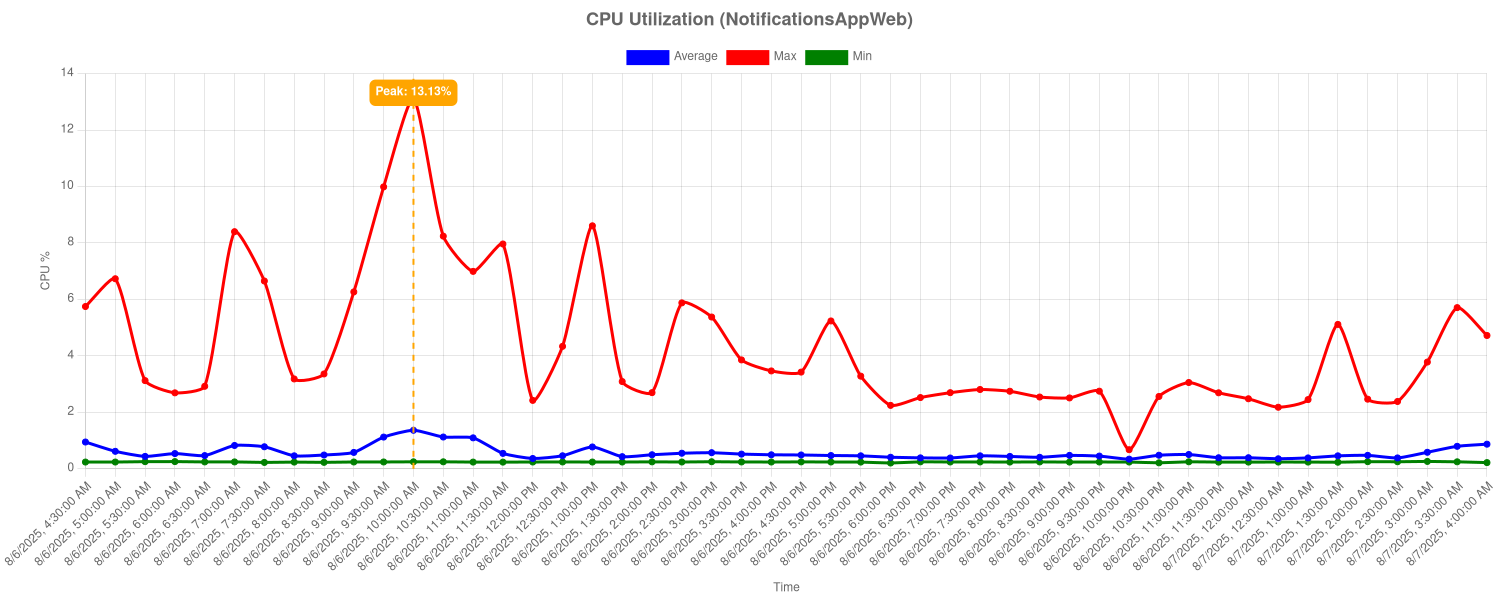 CPU Utilization (NotificationsAppWeb)
Average Max Min
Peak: 13.13%
14
12
10
8
6
4
2
0
CPU %
8/6/2025, 4:30:00 AM
8/6/2025, 5:00:00 AM
8/6/2025, 5:30:00 AM
8/6/2025, 6:00:00 AM
8/6/2025, 6:30:00 AM
8/6/2025, 7:00:00 AM
8/6/2025, 7:30:00 AM
8/6/2025, 8:00:00 AM
8/6/2025, 8:30:00 AM
8/6/2025, 9:00:00 AM
8/6/2025, 9:30:00 AM
8/6/2025, 10:00:00 AM
8/6/2025, 10:30:00 AM
8/6/2025, 11:00:00 AM
8/6/2025, 11:30:00 AM
8/6/2025, 12:00:00 PM
8/6/2025, 12:30:00 PM
8/6/2025, 1:00:00 PM
8/6/2025, 1:30:00 PM
8/6/2025, 2:00:00 PM
8/6/2025, 2:30:00 PM
8/6/2025, 3:00:00 PM
8/6/2025, 3:30:00 PM
8/6/2025, 4:00:00 PM
8/6/2025, 4:30:00 PM
8/6/2025, 5:00:00 PM
8/6/2025, 5:30:00 PM
8/6/2025, 6:00:00 PM
8/6/2025, 6:30:00 PM
8/6/2025, 7:00:00 PM
8/6/2025, 7:30:00 PM
8/6/2025, 8:00:00 PM
8/6/2025, 8:30:00 PM
8/6/2025, 9:00:00 PM
8/6/2025, 9:30:00 PM
8/6/2025, 10:00:00 PM
8/6/2025, 10:30:00 PM
8/6/2025, 11:00:00 PM
8/6/2025, 11:30:00 PM
8/7/2025, 12:00:00 AM
8/7/2025, 12:30:00 AM
8/7/2025, 1:00:00 AM
8/7/2025, 1:30:00 AM
8/7/2025, 2:00:00 AM
8/7/2025, 2:30:00 AM
8/7/2025, 3:00:00 AM
8/7/2025, 3:30:00 AM
8/7/2025, 4:00:00 AM
Time